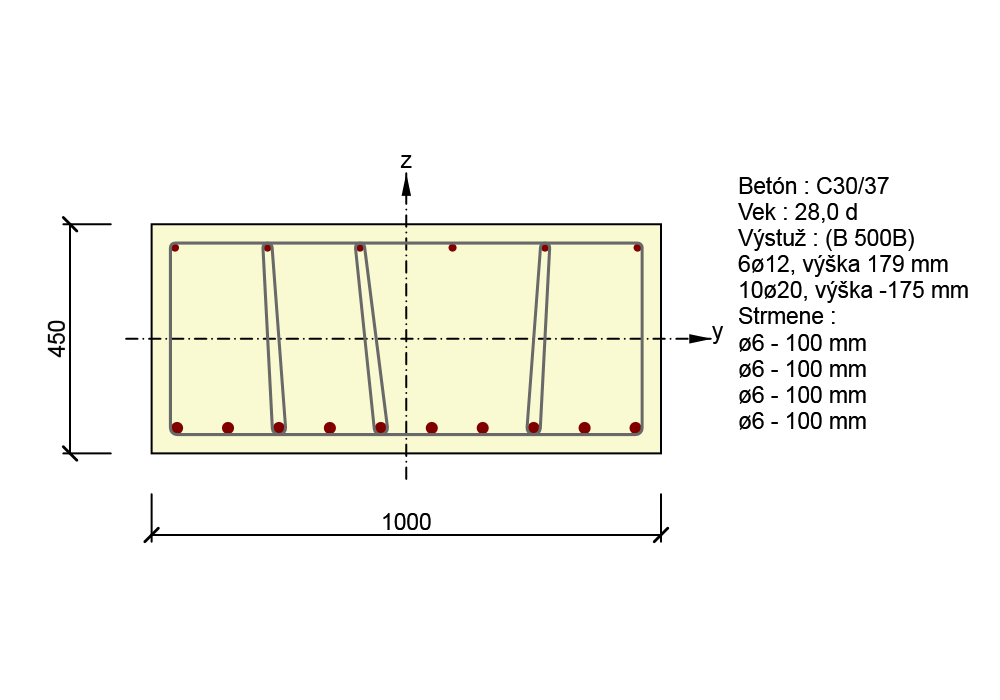 z
Betón : C30/37
Vek : 28,0 d
Výstuž : (B 500B)
6ø12, výška 179 mm
10ø20, výška -175 mm
Strmene :
ø6 - 100 mm
ø6 - 100 mm
ø6 - 100 mm
ø6 - 100 mm
y
450
1000